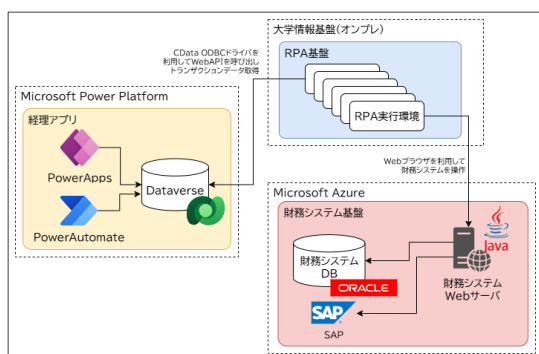 大学情報基盤(オンプレ)
CData ODBCドライバを
利用してWebAPIを呼び出し
トランザクションデータ取得
RPA基盤
RPA実行環境
Microsoft Power Platform
経理アプリ
PowerApps
Dataverse
PowerAutomate
Webブラウザを利用して
財務システムを操作
Microsoft Azure
財務システム基盤
Java
財務システム
DB
ORACLE
財務システム
Webサーバ
SAP
SAP